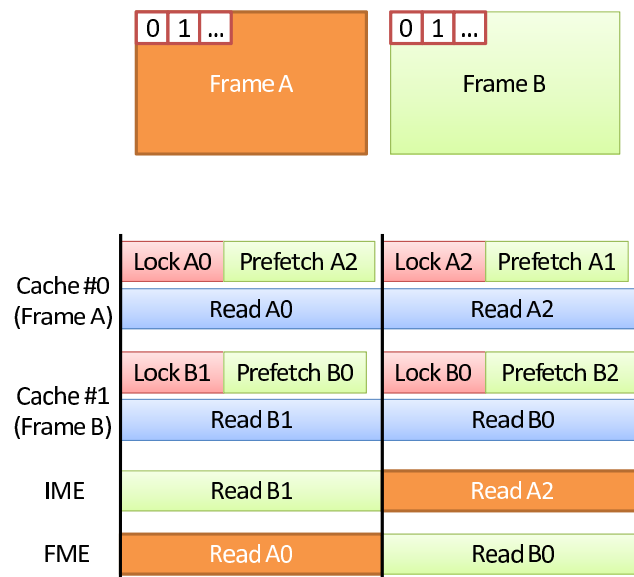 0 1 ...
Frame A
0 1 ...
Frame B
Cache #0
(Frame A)
Lock A0 Prefetch A2 Lock A2 Prefetch A1
Read A0 Read A2
Cache #1
(Frame B)
Lock B1 Prefetch B0 Lock B0 Prefetch B2
Read B1 Read B0
IME Read B1 Read A2
FME Read A0 Read B0